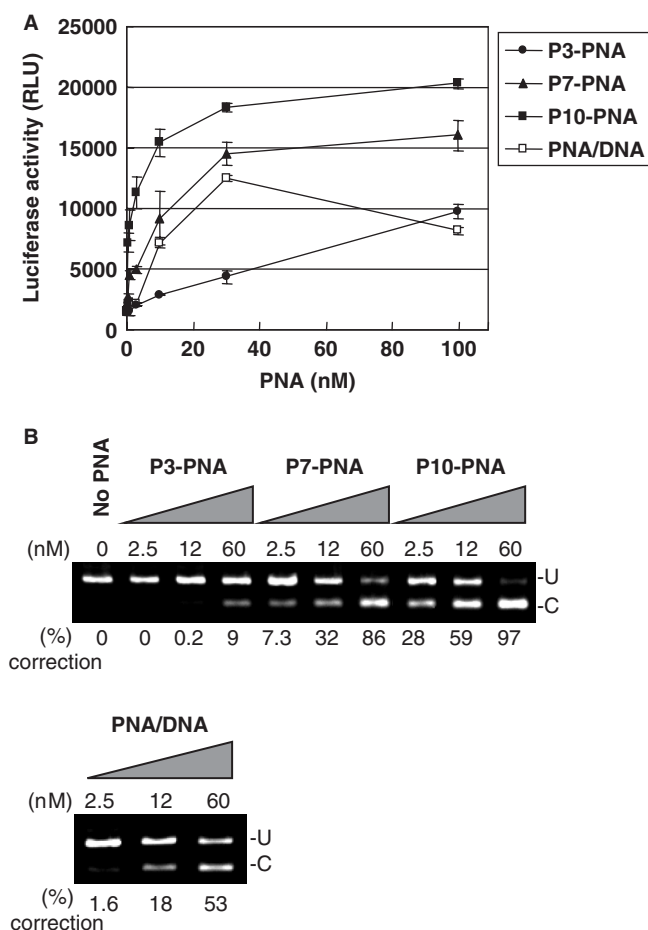 A
25000
20000
15000
10000
5000
0
Luciferase activity (RLU)
0 20 40 60 80 100
PNA (nM)
P3-PNA
P7-PNA
P10-PNA
PNA/DNA
B
No PNA
P3-PNA P7-PNA P10-PNA
(nM) 0 2.5 12 60 2.5 12 60 2.5 12 60
-U
-C
(%) 0 0 0.2 9 7.3 32 86 28 59 97
correction
PNA/DNA
(nM) 2.5 12 60
-U
-C
(%) 1.6 18 53
correction